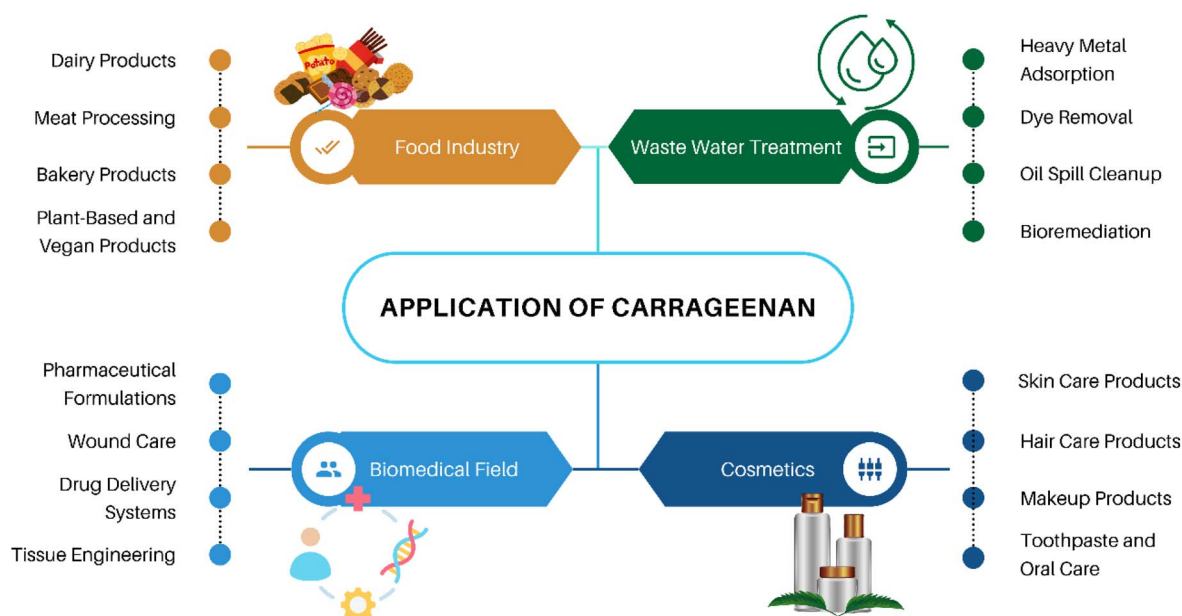 Dairy Products
Meat Processing
Bakery Products
Plant-Based and
Vegan Products
Potato
Food Industry
Waste Water Treatment
Heavy Metal
Adsorption
Dye Removal
Oil Spill Cleanup
Bioremediation
APPLICATION OF CARRAGEENAN
Pharmaceutical
Formulations
Wound Care
Drug Delivery
Systems
Tissue Engineering
Biomedical Field
Cosmetics
Skin Care Products
Hair Care Products
Makeup Products
Toothpaste and
Oral Care